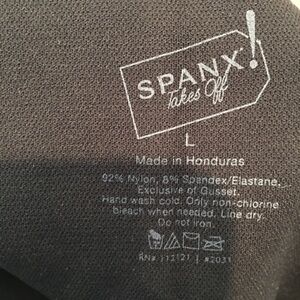 SPANX!
Takes Off
L
Made in Honduras
92% Nylon, 8% Spandex/Elastane.
Exclusive of Gusset.
Hand wash cold. Only non-chlorine
bleach when needed. Line dry.
Do not iron.
RN# 112121 | #2031